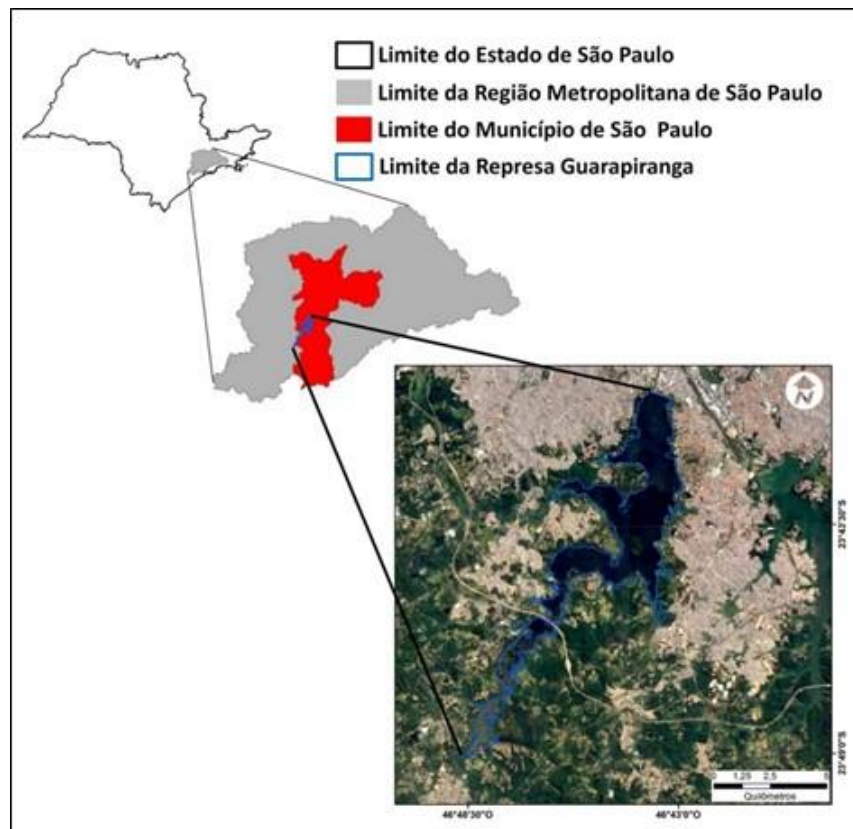 Limite do Estado de São Paulo
Limite da Região Metropolitana de São Paulo
Limite do Município de São Paulo
Limite da Represa Guarapiranga
N
23°43'30"S
23°49'0"S
0 1,25 2,5 5
Quilômetros
46°48'30"O 46°43'0"O